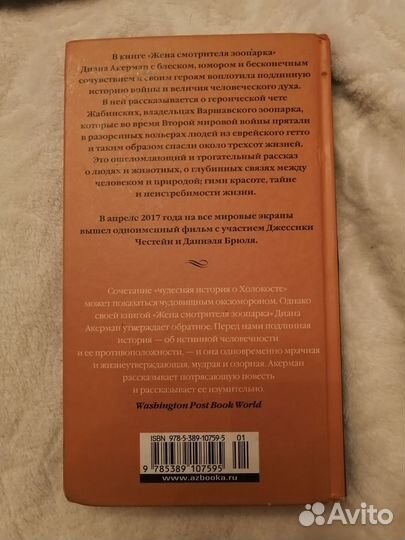 В книге «Жена смотрителя зоопарка»
Диана Акерман с блеском, юмором и бесконечным
сочувствием к своим героям воплотила подлинную
историю войны и величия человеческого духа.
В ней рассказывается о героической чете
Жабинских, владельцах Варшавского зоопарка,
которые во время Второй мировой войны прятали
в разоренных вольерах людей из еврейского гетто
и таким образом спасли около трехсот жизней.
Это ошеломляющий и трогательный рассказ
о людях и животных, о глубинных связях между
человеком и природой; гимн красоте, тайне
и неистребимости жизни.
В апреле 2017 года на все мировые экраны
вышел одноименный фильм с участием Джессики
Честейн и Даниэля Брюля.
Сочетание «чудесная история о Холокосте»
может показаться чудовищным оксюмороном. Однако
своей книгой «Жена смотрителя зоопарка» Диана
Акерман утверждает обратное. Перед нами подлинная
история — об истинной человечности
и ее противоположности, — и она одновременно мрачная
и жизнеутверждающая, мудрая и озорная. Акерман
рассказывает потрясающую повесть
и рассказывает ее изумительно.
Washington Post Book World
ISBN 978-5-389-10759-5 01
9 785389 107595
www.azbooka.ru
Avito